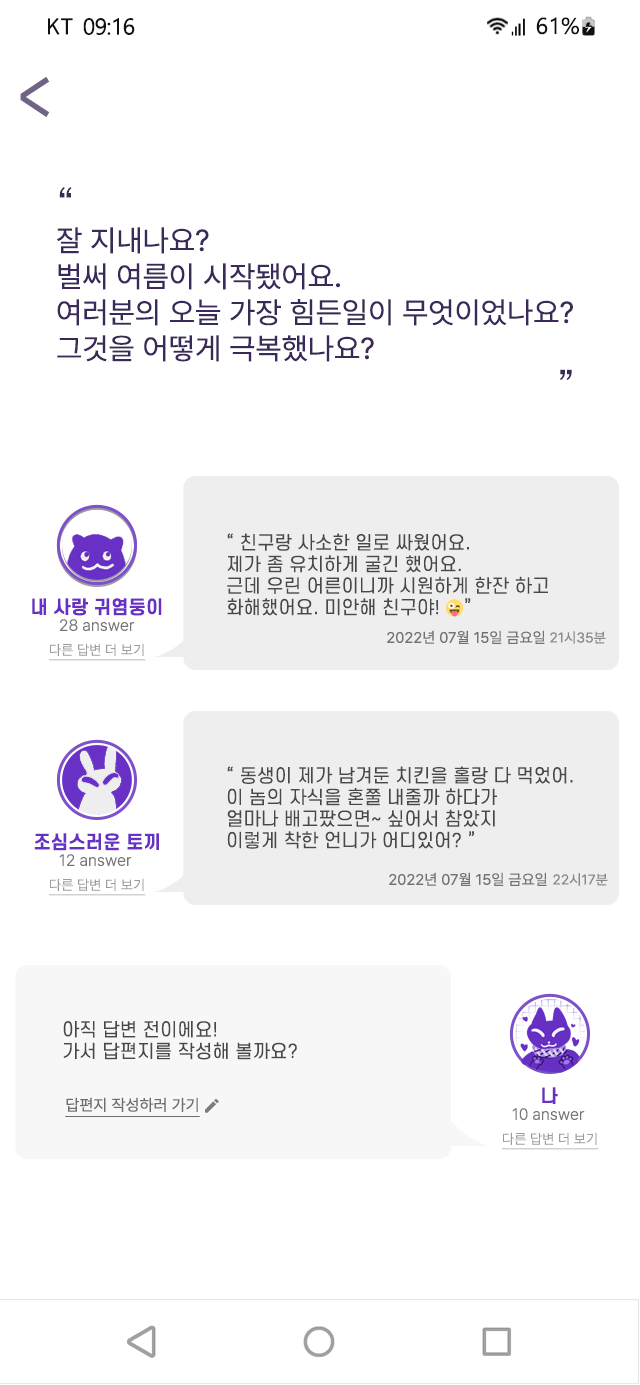 KT 09:16
61%
“
잘 지내나요?
벌써 여름이 시작됐어요.
여러분의 오늘 가장 힘든일이 무엇이었나요?
그것을 어떻게 극복했나요?
”
“ 친구랑 사소한 일로 싸웠어요.
제가 좀 유치하게 굴긴 했어요.
근데 우린 어른이니까 시원하게 한잔 하고
화해했어요. 미안해 친구야! 😜”
2022년 07월 15일 금요일 21시35분
내 사랑 귀염둥이
28 answer
다른 답변 더 보기
“ 동생이 제가 남겨둔 치킨을 홀랑 다 먹었어.
이 놈의 자식을 혼쭐 내줄까 하다가
얼마나 배고팠으면~ 싶어서 참았지
이렇게 착한 언니가 어디있어? ”
2022년 07월 15일 금요일 22시17분
조심스러운 토끼
12 answer
다른 답변 더 보기
아직 답변 전이에요!
가서 답편지를 작성해 볼까요?
답편지 작성하러 가기
나
10 answer
다른 답변 더 보기